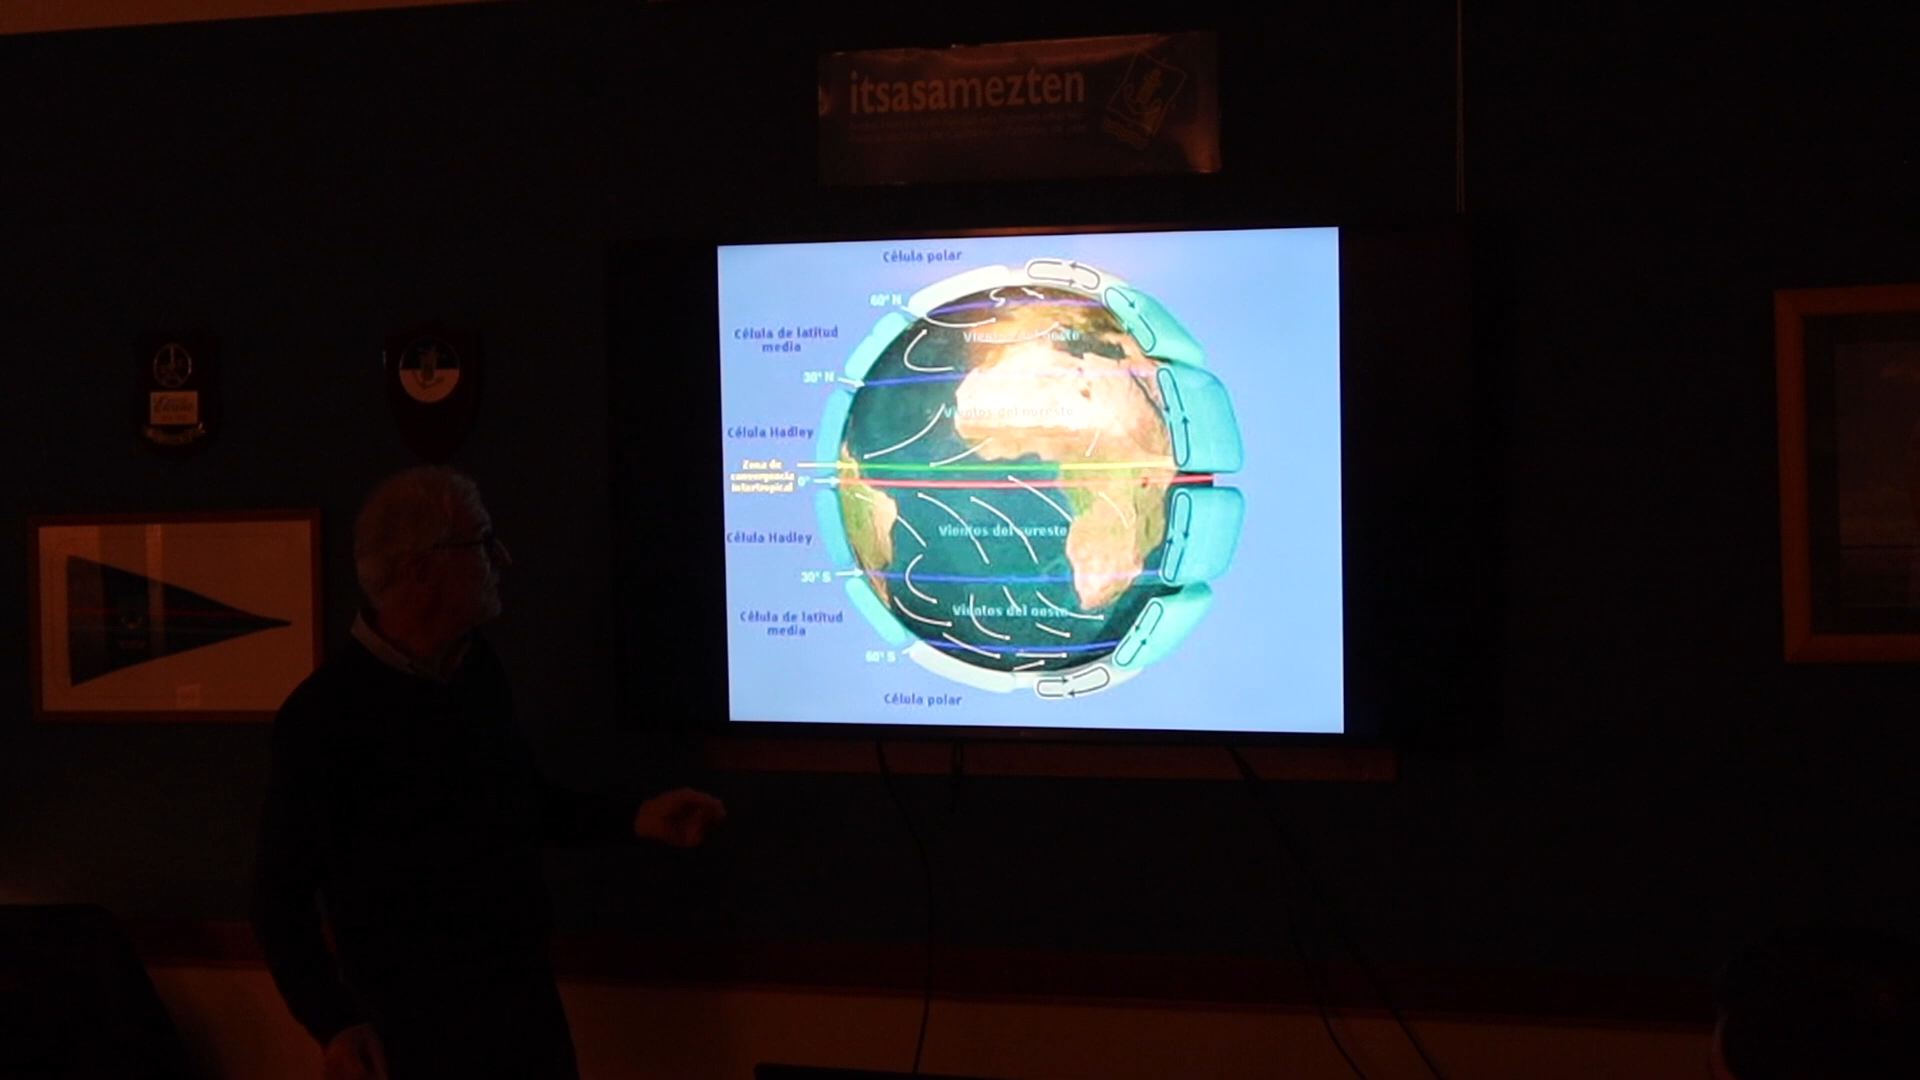 itsasamezten
Célula polar
60° N
Vientos del oeste
Célula de latitud
media
30° N
Vientos del noreste
Célula Hadley
Zona de
convergencia
intertropical
0°
Vientos del sureste
Célula Hadley
30° S
Vientos del oeste
Célula de latitud
media
60° S
Célula polar